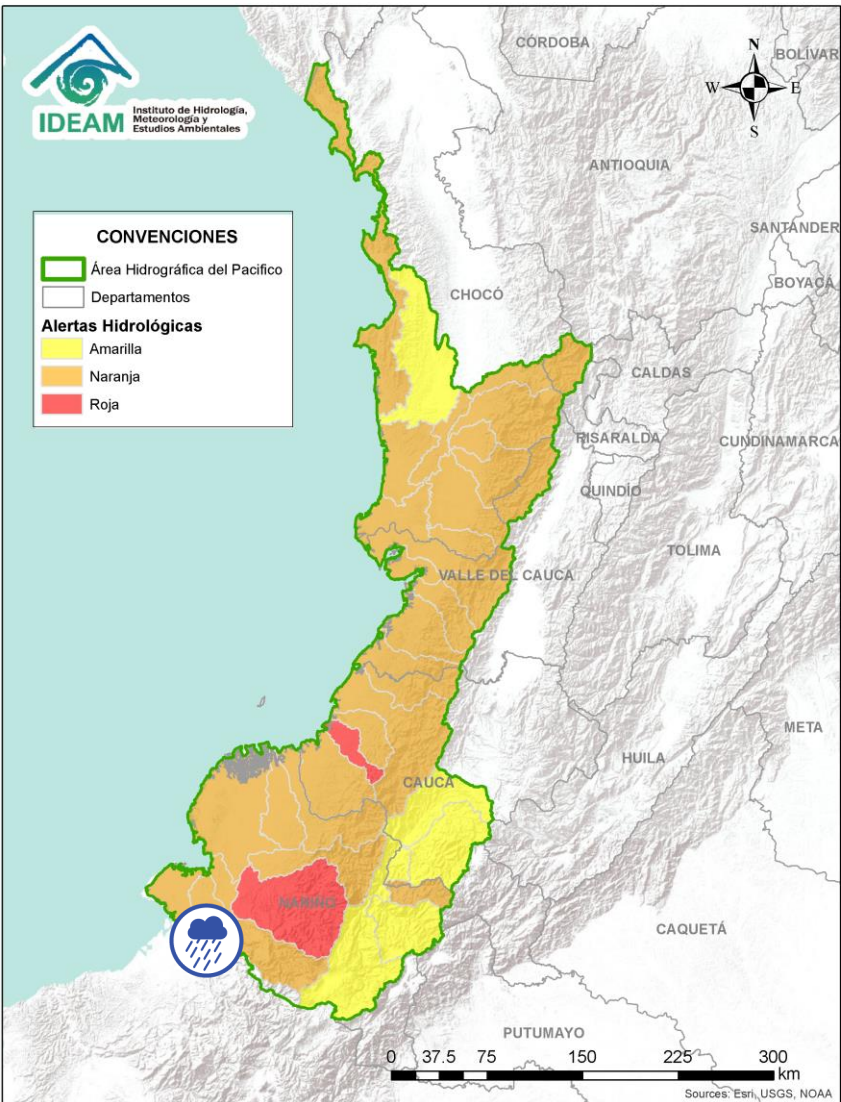 IDEAM
Instituto de Hidrología,
Meteorología y
Estudios Ambientales
N
W E
S
CÓRDOBA
BOLIVAR
ANTIOQUIA
SANTANDER
BOYACÁ
CHOCÓ
CALDAS
RISARALDA
CUNDINAMARCA
QUINDÍO
TOLIMA
VALLE DEL CAUCA
META
HUILA
CAUCA
NARIÑO
CAQUETÁ
PUTUMAYO
CONVENCIONES
Área Hidrográfica del Pacifico
Departamentos
Alertas Hidrológicas
Amarilla
Naranja
Roja
0 37.5 75 150 225 300
km
Sources: Esri, USGS, NOAA